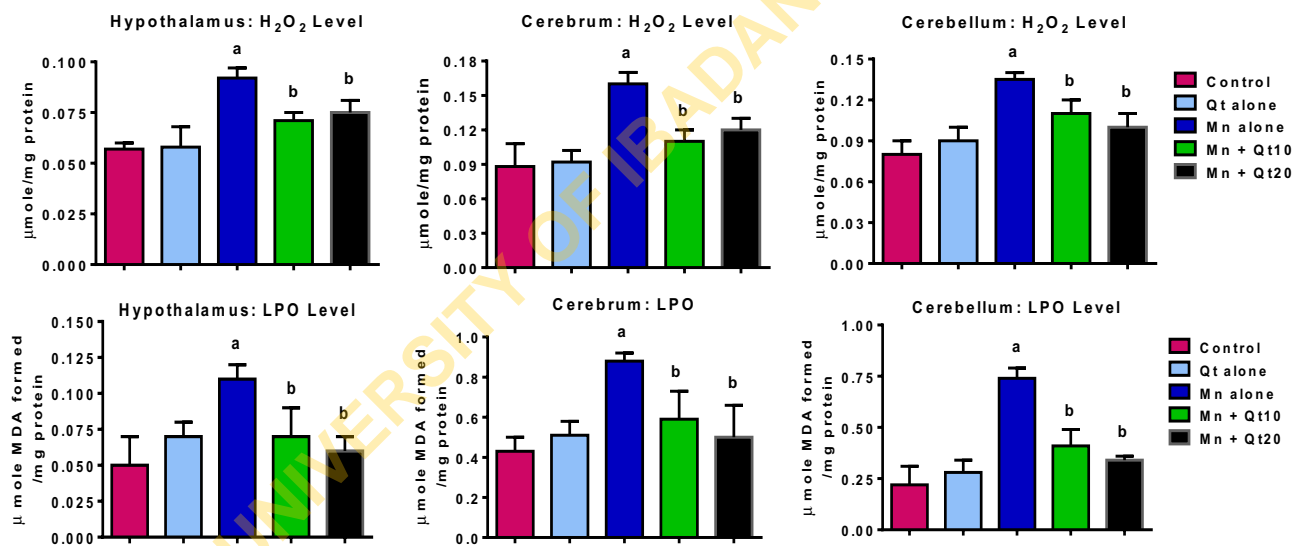 Hypothalamus: H₂O₂ Level
a
b
b
μmole/mg protein
0.100
0.075
0.050
0.025
0.000
Cerebrum: H₂O₂ Level
a
b
b
μmole/mg protein
0.18
0.15
0.12
0.09
0.06
0.03
0.00
Cerebellum: H₂O₂ Level
a
b
b
μmole/mg protein
0.15
0.12
0.09
0.06
0.03
0.00
Control
Qt alone
Mn alone
Mn + Qt10
Mn + Qt20
Hypothalamus: LPO Level
a
b
b
μ mole MDA formed
/mg protein
0.150
0.125
0.100
0.075
0.050
0.025
0.000
Cerebrum: LPO
a
b
b
μ mole MDA formed
/mg protein
1.0
0.8
0.6
0.4
0.2
0.0
Cerebellum: LPO Level
a
b
b
μ mole MDA formed
/mg protein
1.00
0.75
0.50
0.25
0.00
Control
Qt alone
Mn alone
Mn + Qt10
Mn + Qt20
UNIVERSITY OF IBADAN